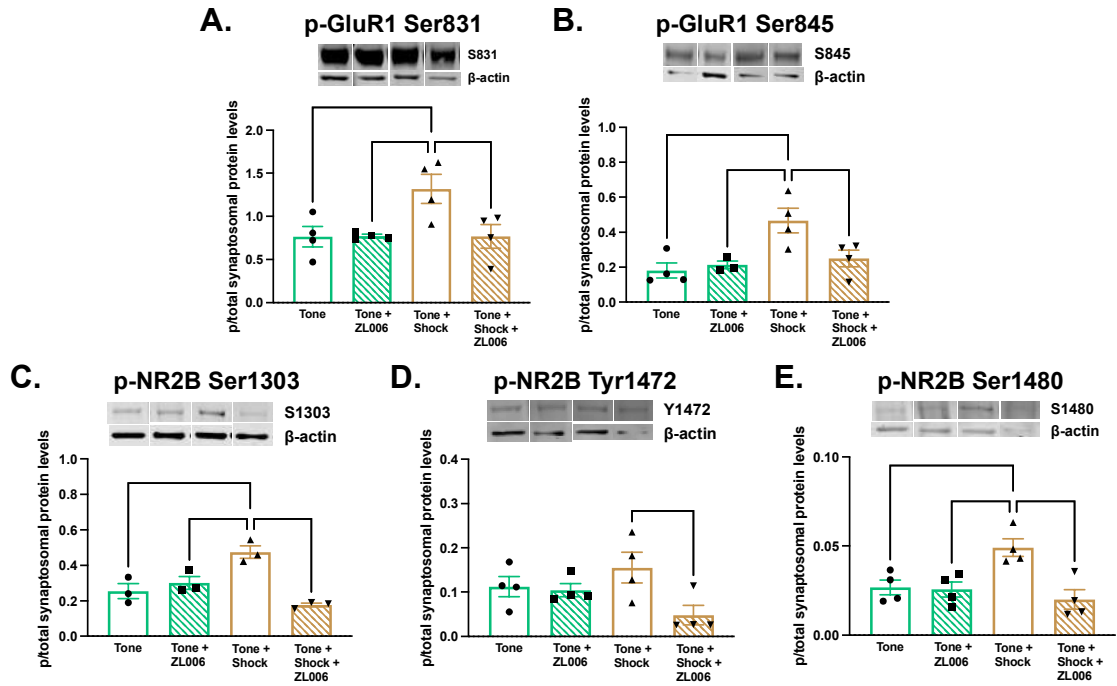 A.
p-GluR1 Ser831
S831
β-actin
p/total synaptosomal protein levels
2.0
1.5
1.0
0.5
0.0
Tone
Tone +
ZL006
Tone +
Shock
Tone +
Shock +
ZL006
B.
p-GluR1 Ser845
S845
β-actin
p/total synaptosomal protein levels
1.0
0.8
0.6
0.4
0.2
0.0
Tone
Tone +
ZL006
Tone +
Shock
Tone +
Shock +
ZL006
C.
p-NR2B Ser1303
S1303
β-actin
p/total synaptosomal protein levels
1.0
0.8
0.6
0.4
0.2
0.0
Tone
Tone +
ZL006
Tone +
Shock
Tone +
Shock +
ZL006
D.
p-NR2B Tyr1472
Y1472
β-actin
p/total synaptosomal protein levels
0.4
0.3
0.2
0.1
0.0
Tone
Tone +
ZL006
Tone +
Shock
Tone +
Shock +
ZL006
E.
p-NR2B Ser1480
S1480
β-actin
p/total synaptosomal protein levels
0.10
0.05
0.00
Tone
Tone +
ZL006
Tone +
Shock
Tone +
Shock +
ZL006